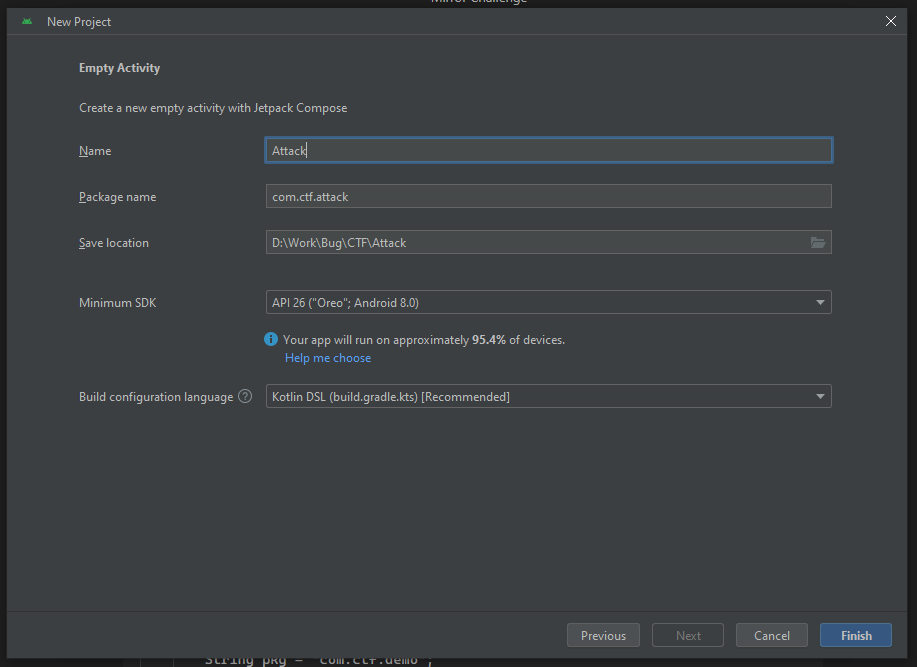 Mirror Challenge
New Project
Empty Activity
Create a new empty activity with Jetpack Compose
Name Attack
Package name com.ctf.attack
Save location D:\Work\Bug\CTF\Attack
Minimum SDK API 26 ("Oreo"; Android 8.0)
Your app will run on approximately 95.4% of devices.
Help me choose
Build configuration language ? Kotlin DSL (build.gradle.kts) [Recommended]
Previous Next Cancel Finish
String pkg = "com.ctf.demo";